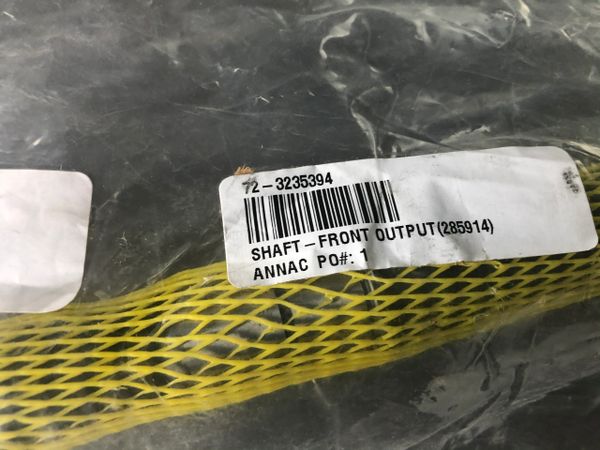 72-3235394
SHAFT-FRONT OUTPUT(285914)
ANNAC PO#: 1